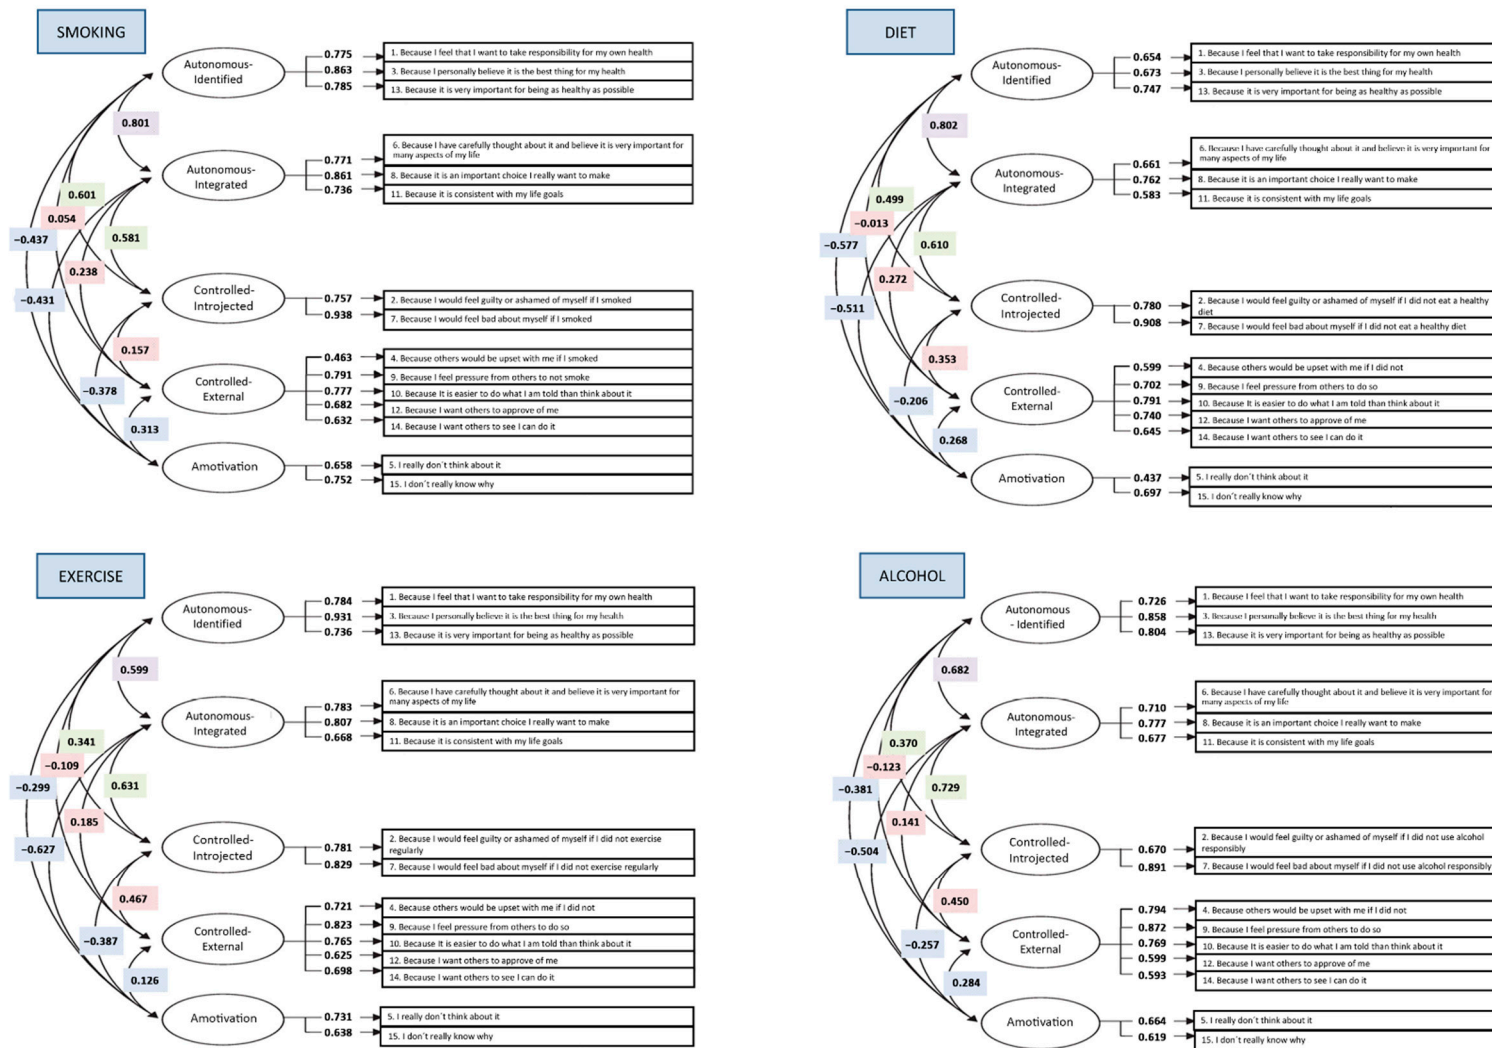 SMOKING
Autonomous-
Identified
0.775
1. Because I feel that I want to take responsibility for my own health
0.863
3. Because I personally believe it is the best thing for my health
0.785
13. Because it is very important for being as healthy as possible
0.801
Autonomous-
Integrated
0.771
6. Because I have carefully thought about it and believe it is very important for
many aspects of my life
0.861
8. Because it is an important choice I really want to make
0.736
11. Because it is consistent with my life goals
0.601
0.054
−0.437
0.581
0.238
−0.431
Controlled-
Introjected
0.757
2. Because I would feel guilty or ashamed of myself if I smoked
0.938
7. Because I would feel bad about myself if I smoked
0.157
−0.378
0.313
Controlled-
External
0.463
4. Because others would be upset with me if I smoked
0.791
9. Because I feel pressure from others to not smoke
0.777
10. Because It is easier to do what I am told than think about it
0.682
12. Because I want others to approve of me
0.632
14. Because I want others to see I can do it
Amotivation
0.658
5. I really don´t think about it
0.752
15. I don´t really know why
DIET
Autonomous-
Identified
0.654
1. Because I feel that I want to take responsibility for my own health
0.673
3. Because I personally believe it is the best thing for my health
0.747
13. Because it is very important for being as healthy as possible
0.802
Autonomous-
Integrated
0.661
6. Because I have carefully thought about it and believe it is very important for
many aspects of my life
0.762
8. Because it is an important choice I really want to make
0.583
11. Because it is consistent with my life goals
0.499
−0.013
−0.577
0.610
0.272
−0.511
Controlled-
Introjected
0.780
2. Because I would feel guilty or ashamed of myself if I did not eat a healthy
diet
0.908
7. Because I would feel bad about myself if I did not eat a healthy diet
0.353
−0.206
0.268
Controlled-
External
0.599
4. Because others would be upset with me if I did not
0.702
9. Because I feel pressure from others to do so
0.791
10. Because It is easier to do what I am told than think about it
0.740
12. Because I want others to approve of me
0.645
14. Because I want others to see I can do it
Amotivation
0.437
5. I really don´t think about it
0.697
15. I don´t really know why
EXERCISE
Autonomous-
Identified
0.784
1. Because I feel that I want to take responsibility for my own health
0.931
3. Because I personally believe it is the best thing for my health
0.736
13. Because it is very important for being as healthy as possible
0.599
Autonomous-
Integrated
0.783
6. Because I have carefully thought about it and believe it is very important for
many aspects of my life
0.807
8. Because it is an important choice I really want to make
0.668
11. Because it is consistent with my life goals
0.341
−0.109
−0.299
0.631
0.185
−0.627
Controlled-
Introjected
0.781
2. Because I would feel guilty or ashamed of myself if I did not exercise
regularly
0.829
7. Because I would feel bad about myself if I did not exercise regularly
0.467
−0.387
0.126
Controlled-
External
0.721
4. Because others would be upset with me if I did not
0.823
9. Because I feel pressure from others to do so
0.765
10. Because It is easier to do what I am told than think about it
0.625
12. Because I want others to approve of me
0.698
14. Because I want others to see I can do it
Amotivation
0.731
5. I really don´t think about it
0.638
15. I don´t really know why
ALCOHOL
Autonomous
- Identified
0.726
1. Because I feel that I want to take responsibility for my own health
0.858
3. Because I personally believe it is the best thing for my health
0.804
13. Because it is very important for being as healthy as possible
0.682
Autonomous-
Integrated
0.710
6. Because I have carefully thought about it and believe it is very important for
many aspects of my life
0.777
8. Because it is an important choice I really want to make
0.677
11. Because it is consistent with my life goals
0.370
−0.123
−0.381
0.729
0.141
−0.504
Controlled-
Introjected
0.670
2. Because I would feel guilty or ashamed of myself if I did not use alcohol
responsibly
0.891
7. Because I would feel bad about myself if I did not use alcohol responsibly
0.450
−0.257
0.284
Controlled-
External
0.794
4. Because others would be upset with me if I did not
0.872
9. Because I feel pressure from others to do so
0.769
10. Because It is easier to do what I am told than think about it
0.599
12. Because I want others to approve of me
0.593
14. Because I want others to see I can do it
Amotivation
0.664
5. I really don´t think about it
0.619
15. I don´t really know why